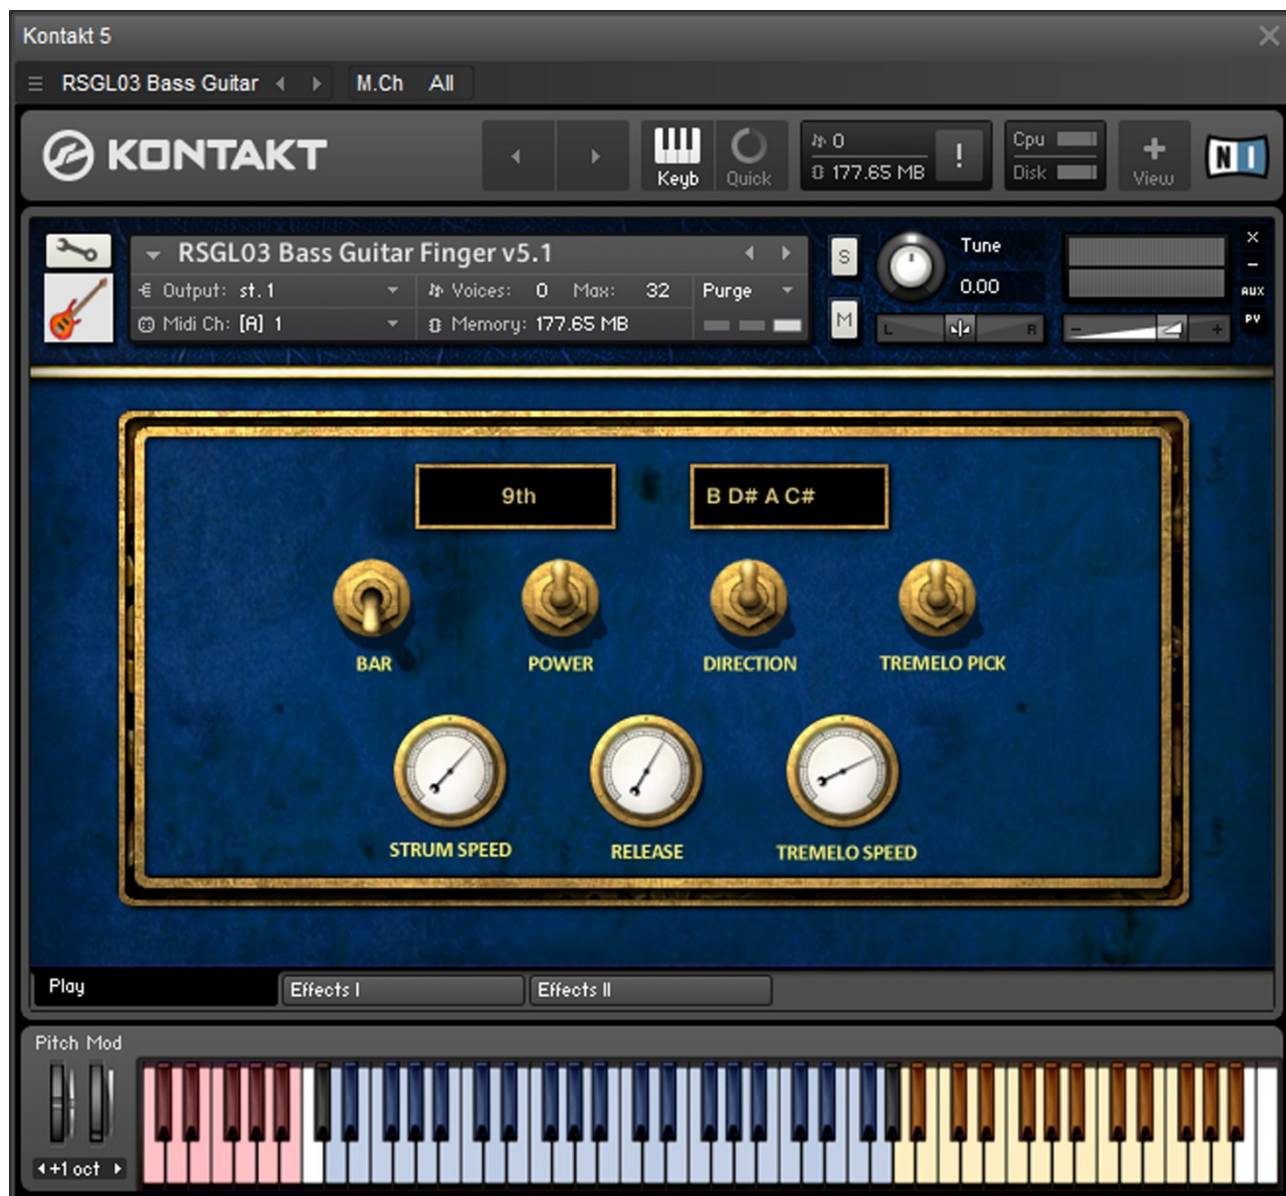 Kontakt 5
RSGL03 Bass Guitar M.Ch All
KONTAKT
Keyb Quick
0
177.65 MB
!
Cpu
Disk
View
NI
RSGL03 Bass Guitar Finger v5.1
Output: st. 1 Voices: 0 Max: 32 Purge
Midi Ch: [A] 1 Memory: 177.65 MB
S
M
Tune
0.00
L R
- +
X
-
AUX
PV
9th B D# A C#
BAR POWER DIRECTION TREMELO PICK
STRUM SPEED RELEASE TREMELO SPEED
Play Effects I Effects II
Pitch Mod
+1 oct